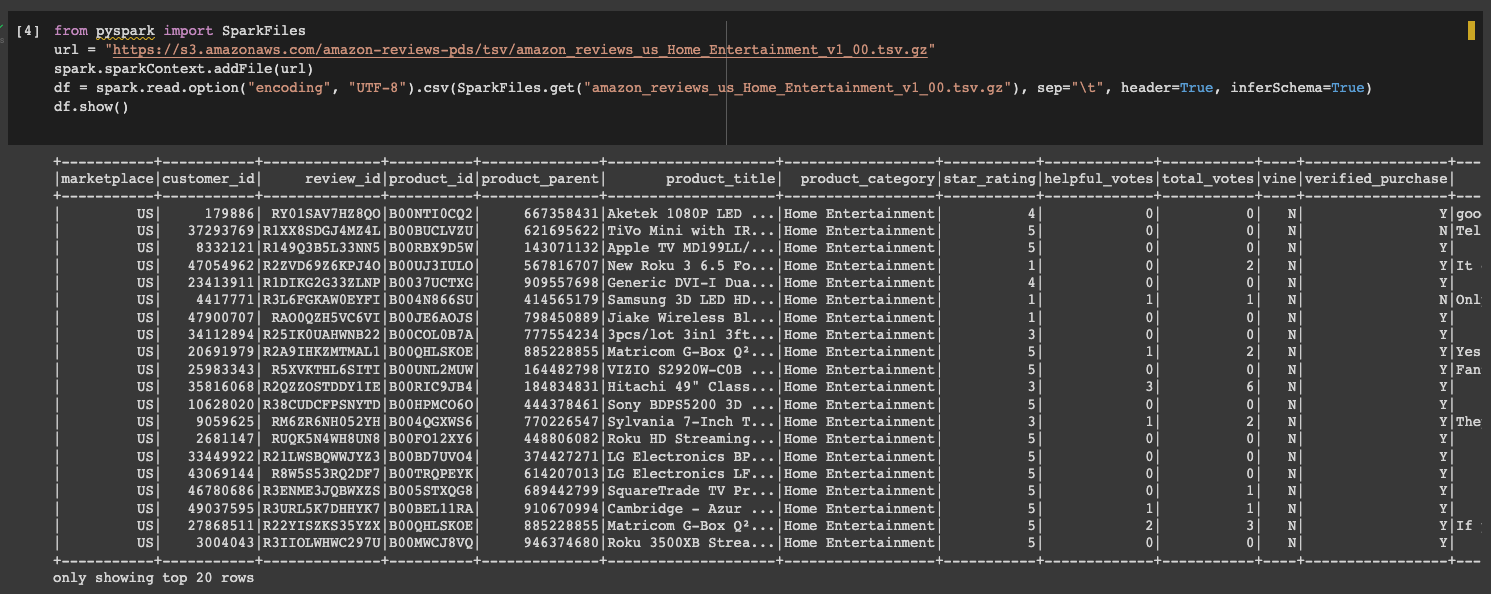 [4] from pyspark import SparkFiles
url = "https://s3.amazonaws.com/amazon-reviews-pds/tsv/amazon_reviews_us_Home_Entertainment_v1_00.tsv.gz"
spark.sparkContext.addFile(url)
df = spark.read.option("encoding", "UTF-8").csv(SparkFiles.get("amazon_reviews_us_Home_Entertainment_v1_00.tsv.gz"), sep="\t", header=True, inferSchema=True)
df.show()
+-----------+-----------+--------------+----------+--------------+--------------------+------------------+-----------+-------------+-----------+----+-----------------+---
|marketplace|customer_id|     review_id|product_id|product_parent|       product_title|  product_category|star_rating|helpful_votes|total_votes|vine|verified_purchase|
+-----------+-----------+--------------+----------+--------------+--------------------+------------------+-----------+-------------+-----------+----+-----------------+---
|         US|     179886| RY01SAV7HZ8QO|B00NTI0CQ2|     667358431|Aketek 1080P LED ...|Home Entertainment|          4|            0|          0|   N|                Y|goo
|         US|   37293769|R1XX8SDGJ4MZ4L|B00BUCLVZU|     621695622|TiVo Mini with IR...|Home Entertainment|          5|            0|          0|   N|                N|Tel
|         US|    8332121|R149Q3B5L33NN5|B00RBX9D5W|     143071132|Apple TV MD199LL/...|Home Entertainment|          5|            0|          0|   N|                Y|
|         US|   47054962|R2ZVD69Z6KPJ4O|B00UJ3IULO|     567816707|New Roku 3 6.5 Fo...|Home Entertainment|          1|            0|          2|   N|                Y|It
|         US|   23413911|R1DIKG2G33ZLNP|B0037UCTXG|     909557698|Generic DVI-I Dua...|Home Entertainment|          4|            0|          0|   N|                Y|
|         US|    4417771|R3L6FGKAW0EYFI|B004N866SU|     414565179|Samsung 3D LED HD...|Home Entertainment|          1|            1|          1|   N|                N|Onl
|         US|   47900707| RAO0QZH5VC6VI|B00JE6AOJS|     798450889|Jiake Wireless Bl...|Home Entertainment|          1|            0|          0|   N|                Y|
|         US|   34112894|R25IK0UAHWNB22|B00COL0B7A|     777554234|3pcs/lot 3in1 3ft...|Home Entertainment|          3|            0|          0|   N|                Y|
|         US|   20691979|R2A9IHKZMTMAL1|B00QHLSKOE|     885228855|Matricom G-Box Q²...|Home Entertainment|          5|            1|          2|   N|                Y|Yes
|         US|   25983343| R5XVKTHL6SITI|B00UNL2MUW|     164482798|VIZIO S2920W-C0B ...|Home Entertainment|          5|            0|          0|   N|                Y|Fan
|         US|   35816068|R2QZZOSTDDY1IE|B00RIC9JB4|     184834831|Hitachi 49" Class...|Home Entertainment|          3|            3|          6|   N|                Y|
|         US|   10628020|R38CUDCFPSNYTD|B00HPMCO6O|     444378461|Sony BDPS5200 3D ...|Home Entertainment|          5|            0|          0|   N|                Y|
|         US|    9059625| RM6ZR6NH052YH|B004QGXWS6|     770226547|Sylvania 7-Inch T...|Home Entertainment|          3|            1|          2|   N|                Y|The
|         US|    2681147| RUQK5N4WH8UN8|B00FO12XY6|     448806082|Roku HD Streaming...|Home Entertainment|          5|            0|          0|   N|                Y|
|         US|   33449922|R21LWSBQWWJYZ3|B00BD7UVO4|     374427271|LG Electronics BP...|Home Entertainment|          5|            0|          0|   N|                Y|
|         US|   43069144| R8W5S53RQ2DF7|B00TRQPEYK|     614207013|LG Electronics LF...|Home Entertainment|          5|            0|          0|   N|                Y|
|         US|   46780686|R3ENME3JQBWXZS|B005STXQG8|     689442799|SquareTrade TV Pr...|Home Entertainment|          5|            0|          1|   N|                Y|
|         US|   49037595|R3URL5K7DHHYK7|B00BEL11RA|     910670994|Cambridge - Azur ...|Home Entertainment|          5|            1|          1|   N|                Y|
|         US|   27868511|R22YISZKS35YZX|B00QHLSKOE|     885228855|Matricom G-Box Q²...|Home Entertainment|          5|            2|          3|   N|                Y|If
|         US|    3004043|R3IIOLWHWC297U|B00MWCJ8VQ|     946374680|Roku 3500XB Strea...|Home Entertainment|          5|            0|          0|   N|                Y|
+-----------+-----------+--------------+----------+--------------+--------------------+------------------+-----------+-------------+-----------+----+-----------------+---
only showing top 20 rows